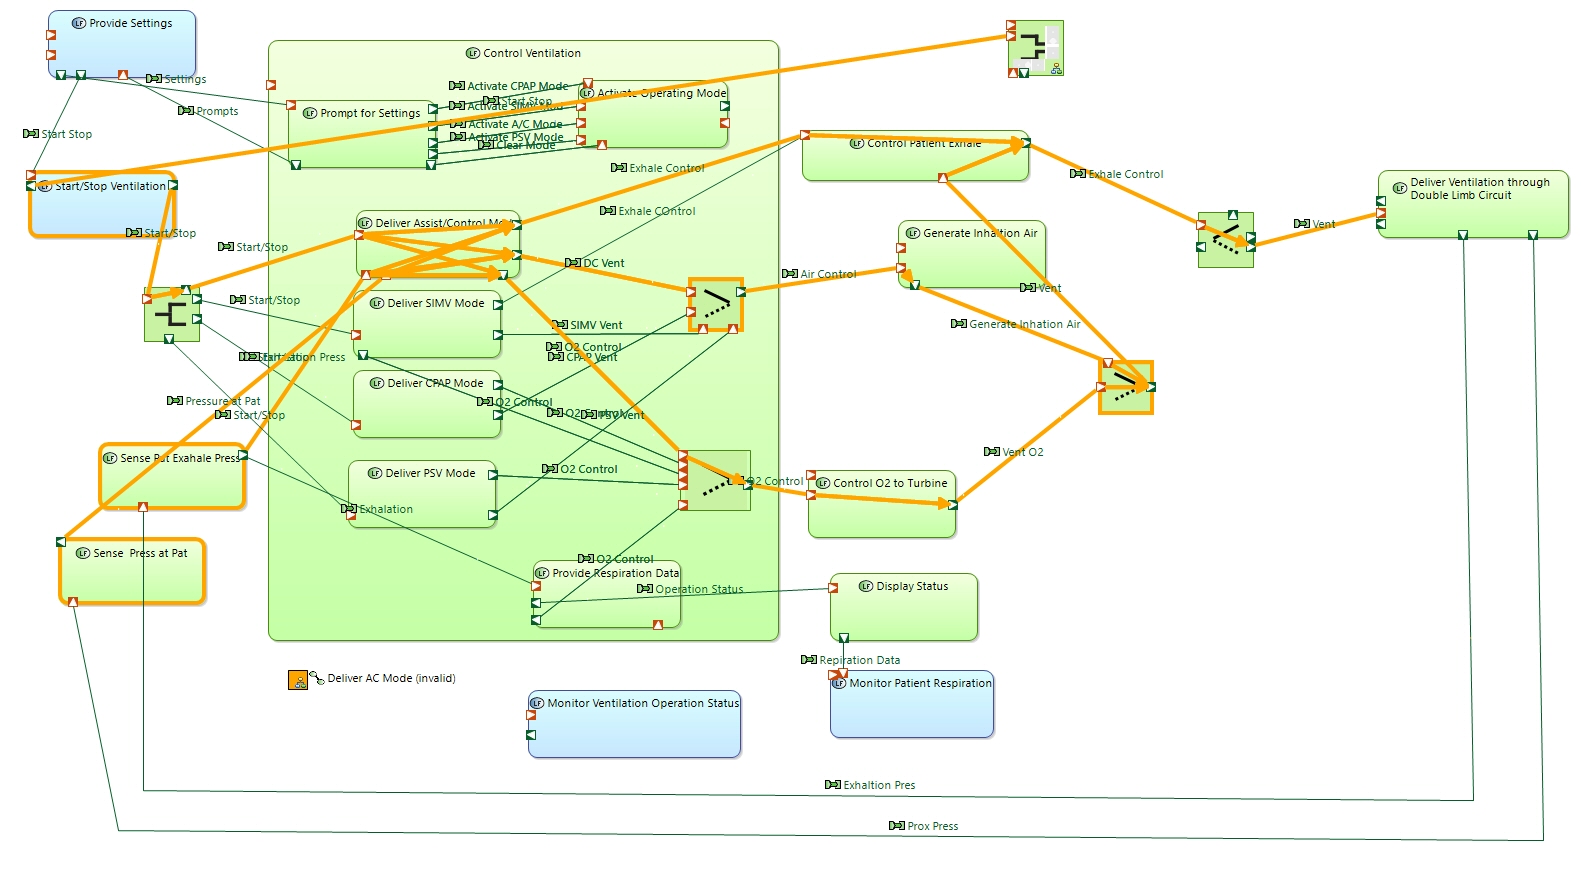 Provide Settings
Settings
Prompts
Start Stop
Control Ventilation
Activate CPAP Mode
Start Stop
Activate SIMV Mod
Activate A/C Mode
Activate PSV Mode
Clear Mode
Prompt for Settings
Activate Operating Mode
Exhale Control
Control Patient Exhale
Exhale Control
Deliver Ventilation through
Double Limb Circuit
Start/Stop Ventilation
Start/Stop
Start/Stop
Exhale COntrol
Deliver Assist/Control Mod
Generate Inhaltion Air
Vent
DC Vent
Air Control
Vent
Start/Stop
Deliver SIMV Mode
SIMV Vent
Generate Inhation Air
O2 Control
CPAP Vent
Exhaltation Press
Deliver CPAP Mode
Pressure at Pat
Start/Stop
O2 Control
O2 Control
PSV Vent
Vent O2
Sense Pat Exahale Press
Deliver PSV Mode
O2 Control
O2 Control
Control O2 to Turbine
Exhalation
Sense  Press at Pat
O2 Control
Provide Respiration Data
Operation Status
Display Status
Repiration Data
Deliver AC Mode (invalid)
Monitor Patient Respiration
Monitor Ventilation Operation Status
Exhaltion Pres
Prox Press